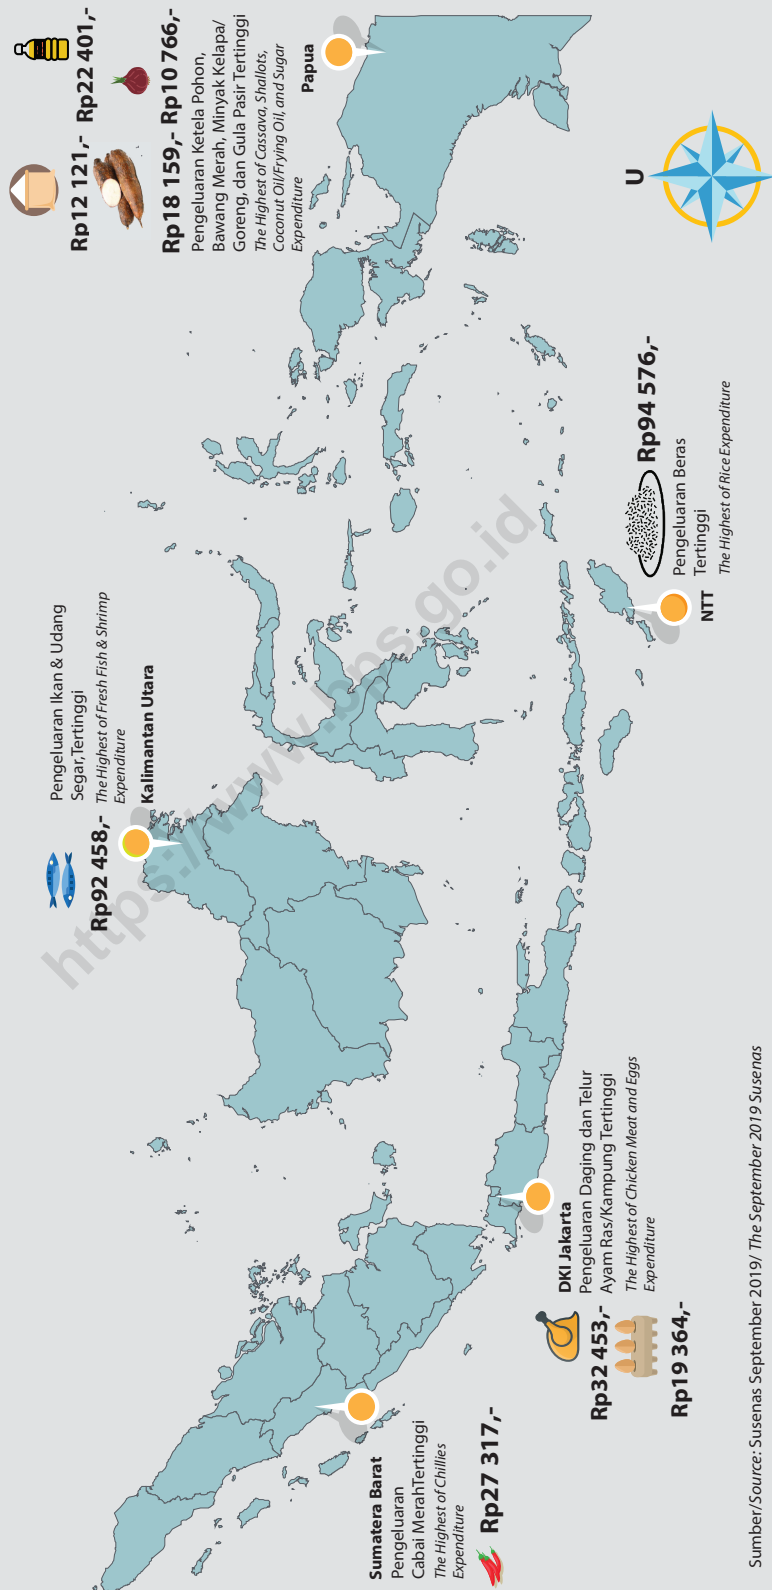 Sumatera Barat
Pengeluaran
Cabai MerahTertinggi
The Highest of Chillies
Expenditure
Rp27 317,-
DKI Jakarta
Pengeluaran Daging dan Telur
Ayam Ras/Kampung Tertinggi
The Highest of Chicken Meat and Eggs
Expenditure
Rp32 453,-
Rp19 364,-
Pengeluaran Ikan & Udang
Segar,Tertinggi
The Highest of Fresh Fish & Shrimp
Expenditure
Rp92 458,-
Kalimantan Utara
NTT
Pengeluaran Beras
Tertinggi
The Highest of Rice Expenditure
Rp94 576,-
Rp12 121,- Rp22 401,-
Rp18 159,- Rp10 766,-
Pengeluaran Ketela Pohon,
Bawang Merah, Minyak Kelapa/
Goreng, dan Gula Pasir Tertinggi
The Highest of Cassava, Shallots,
Coconut Oil/Frying Oil, and Sugar
Expenditure
Papua
U
https://www.bps.go.id
Sumber/Source: Susenas September 2019/ The September 2019 Susenas